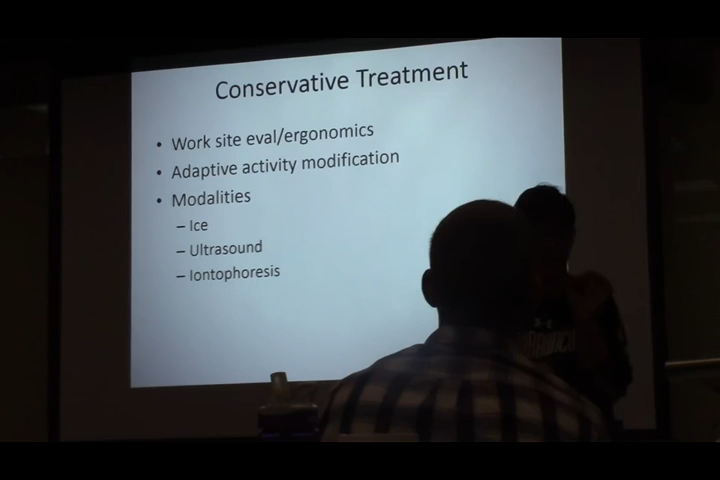 Conservative Treatment
• Work site eval/ergonomics
• Adaptive activity modification
• Modalities
– Ice
– Ultrasound
– Iontophoresis